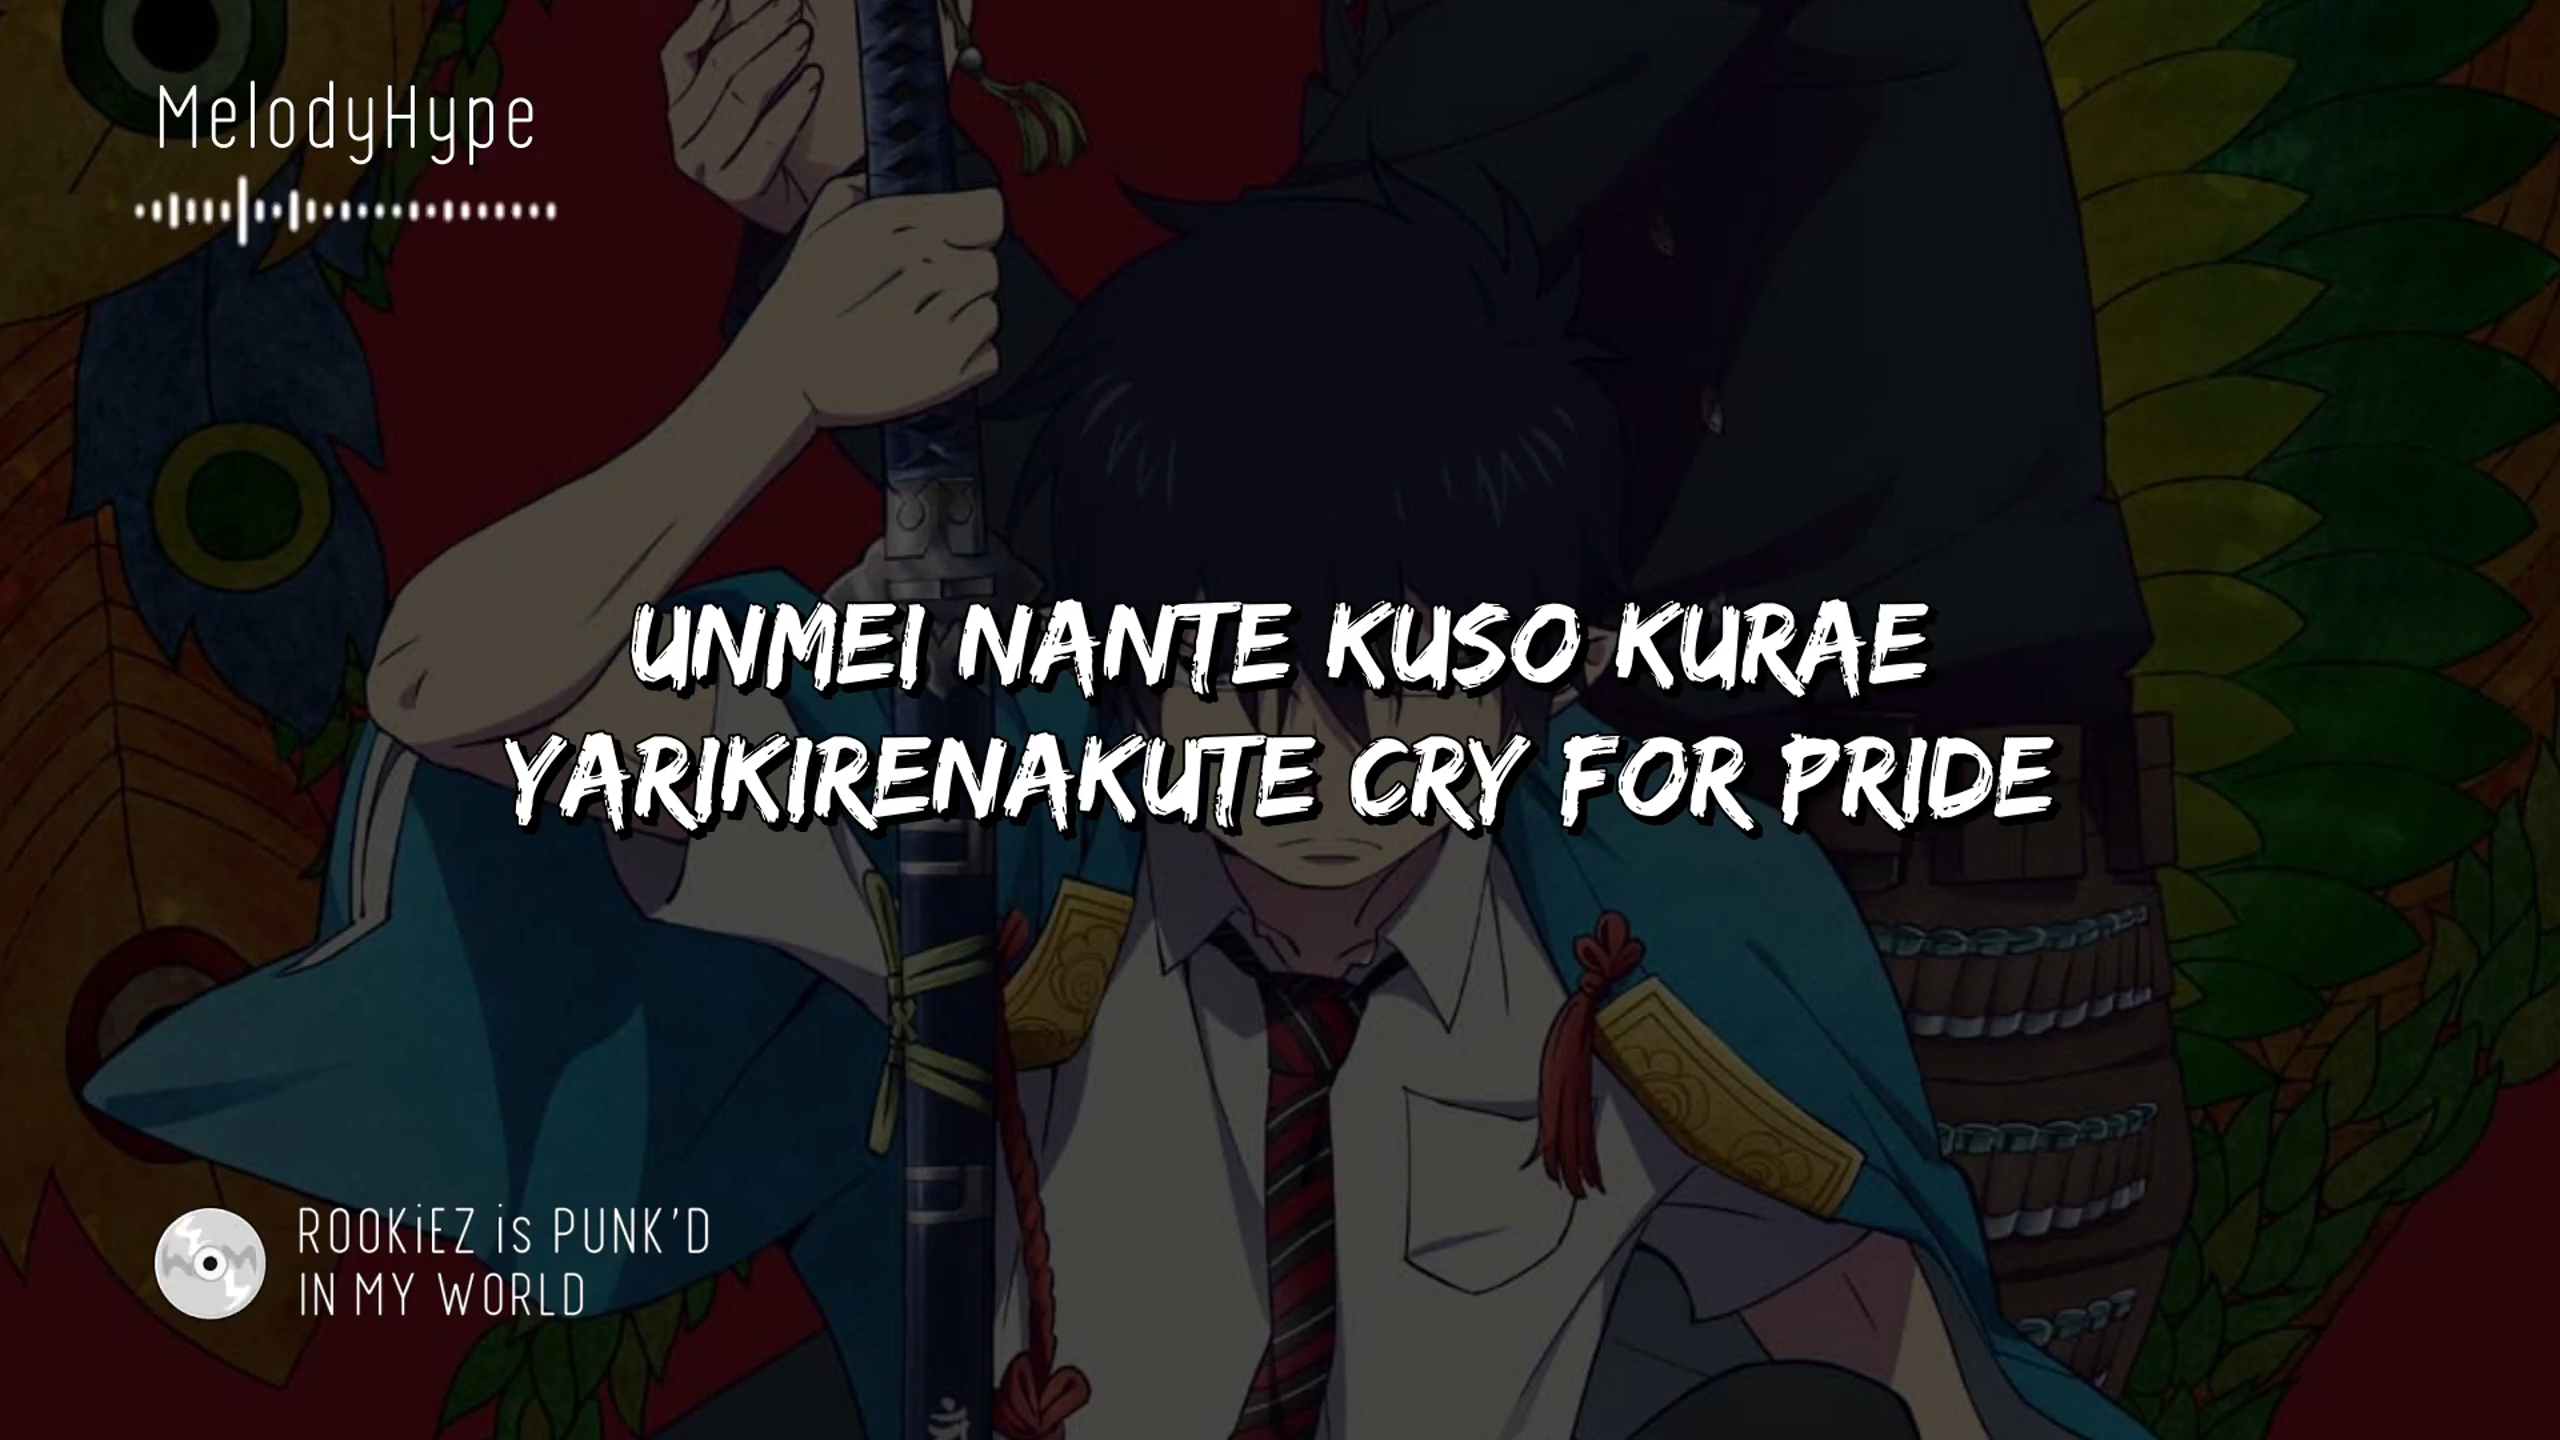 MelodyHype
UNMEI NANTE KUSO KURAE
YARIKIRENAKUTE CRY FOR PRIDE
ROOKiEZ is PUNK'D
IN MY WORLD